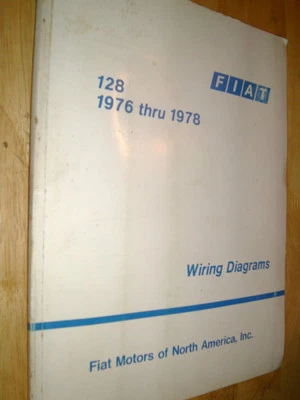 128
FIAT
1976 thru 1978
Wiring Diagrams
Fiat Motors of North America, Inc.